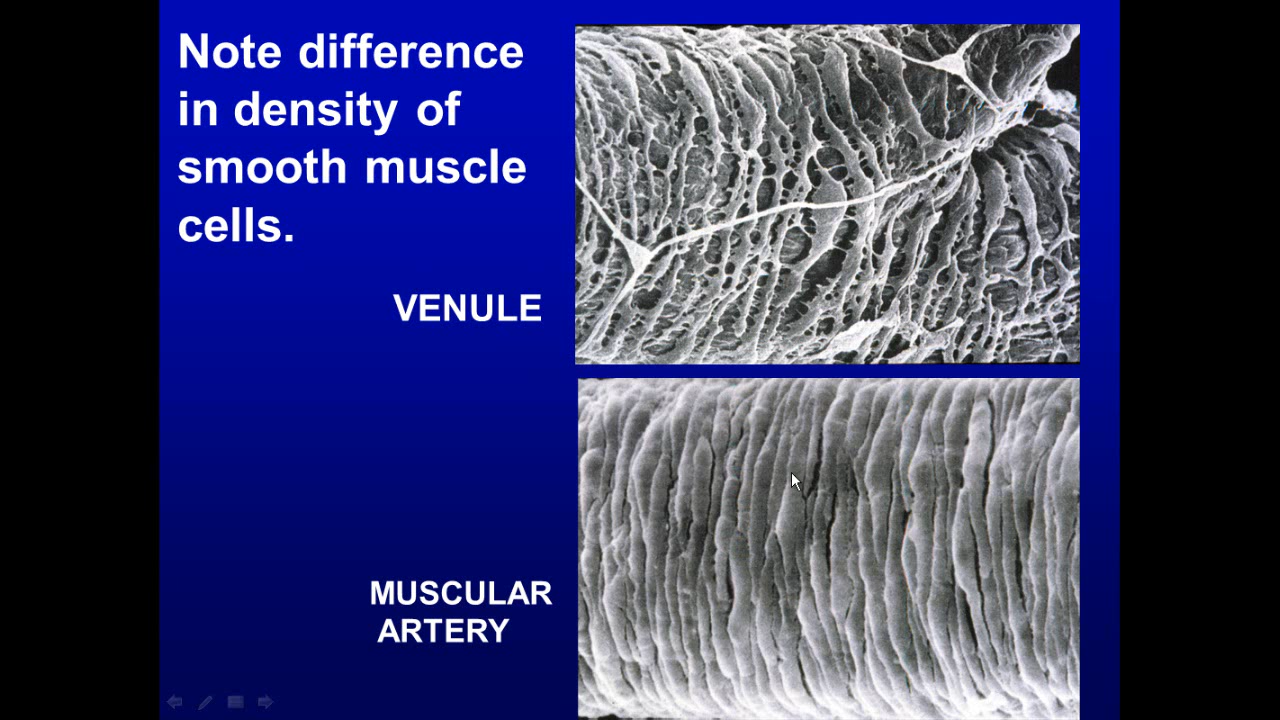 Note difference
in density of
smooth muscle
cells.
VENULE
MUSCULAR
ARTERY